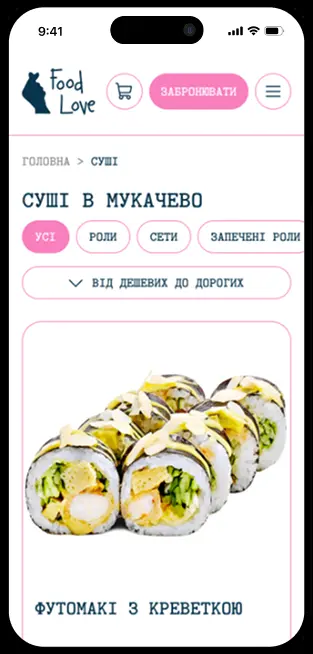 9:41
Food
Love
ЗАБРОНЮВАТИ
ГОЛОВНА > СУШІ
СУШІ В МУКАЧЕВО
УСІ
РОЛИ
СЕТИ
ЗАПЕЧЕНІ РОЛИ
ВІД ДЕШЕВИХ ДО ДОРОГИХ
ФУТОМАКІ З КРЕВЕТКОЮ